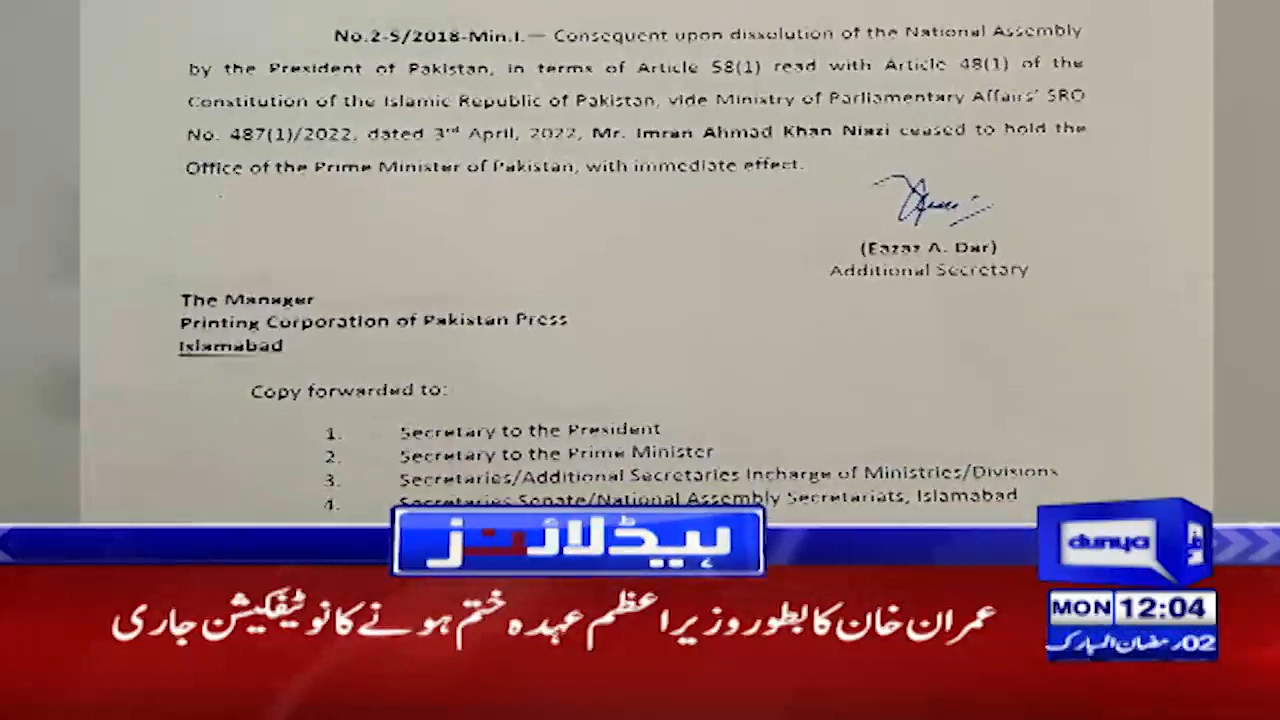 No.2-5/2018-Min.I.— Consequent upon dissolution of the National Assembly
by the President of Pakistan, in terms of Article 58(1) read with Article 48(1) of the
Constitution of the Islamic Republic of Pakistan, vide Ministry of Parliamentary Affairs' SRO
No. 487(1)/2022, dated 3rd April, 2022, Mr. Imran Ahmad Khan Niazi ceased to hold the
Office of the Prime Minister of Pakistan, with immediate effect.
(Eazaz A. Dar)
Additional Secretary
The Manager
Printing Corporation of Pakistan Press
Islamabad
Copy forwarded to:
1. Secretary to the President
2. Secretary to the Prime Minister
3. Secretaries/Additional Secretaries Incharge of Ministries/Divisions
4. Secretaries Senate/National Assembly Secretariats, Islamabad
ہیڈلائنز
dunya
MON 12:04
02 رمضان المبارک
عمران خان کا بطور وزیراعظم عہدہ ختم ہونے کا نوٹیفکیشن جاری